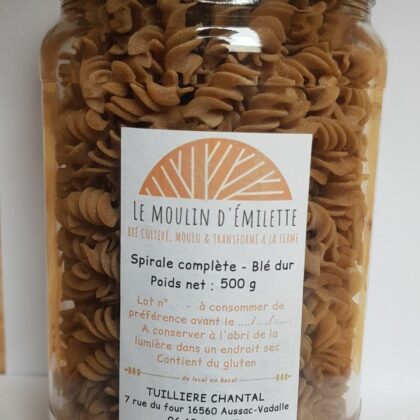 LE MOULIN D'ÉMILETTE
BLÉ CULTIVÉ, MOULU & TRANSFORMÉ À LA FERME
Spirale complète - Blé dur
Poids net : 500 g
Lot n° - à consommer de
préférence avant le ..../..../......
A conserver à l'abri de la
lumière dans un endroit sec
Contient du gluten
du local en bocal
TUILLIERE CHANTAL
7 rue du four 16560 Aussac-Vadalle